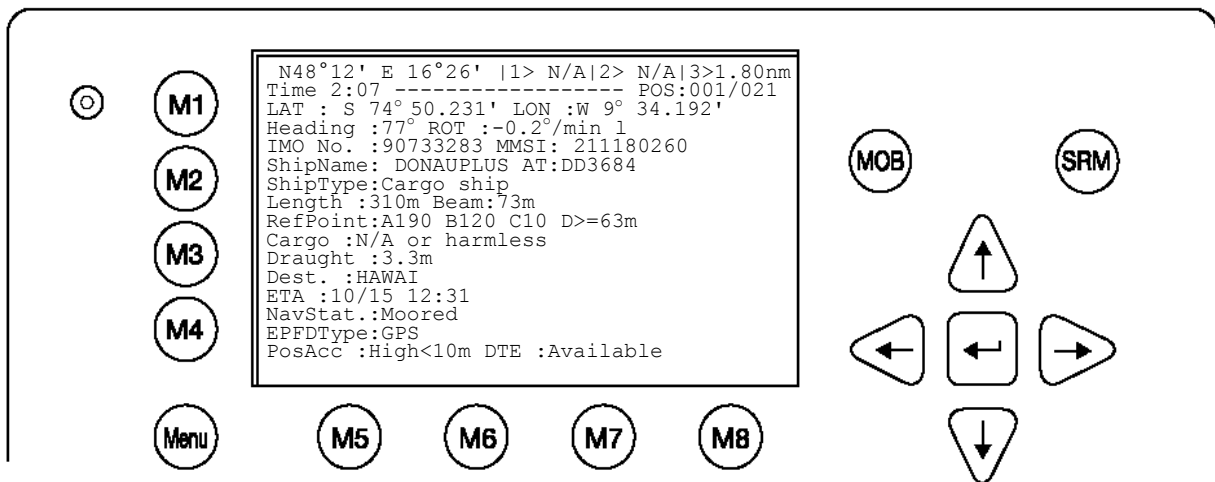 N48°12' E 16°26' |1> N/A|2> N/A|3>1.80nm
Time 2:07 ------------------ POS:001/021
LAT : S 74° 50.231' LON :W 9° 34.192'
Heading :77° ROT :-0.2°/min l
IMO No. :90733283 MMSI: 211180260
ShipName: DONAUPLUS AT:DD3684
ShipType:Cargo ship
Length :310m Beam:73m
RefPoint:A190 B120 C10 D>=63m
Cargo :N/A or harmless
Draught :3.3m
Dest. :HAWAI
ETA :10/15 12:31
NavStat.:Moored
EPFDType:GPS
PosAcc :High<10m DTE :Available
M1
M2
M3
M4
Menu
M5
M6
M7
M8
MOB
SRM